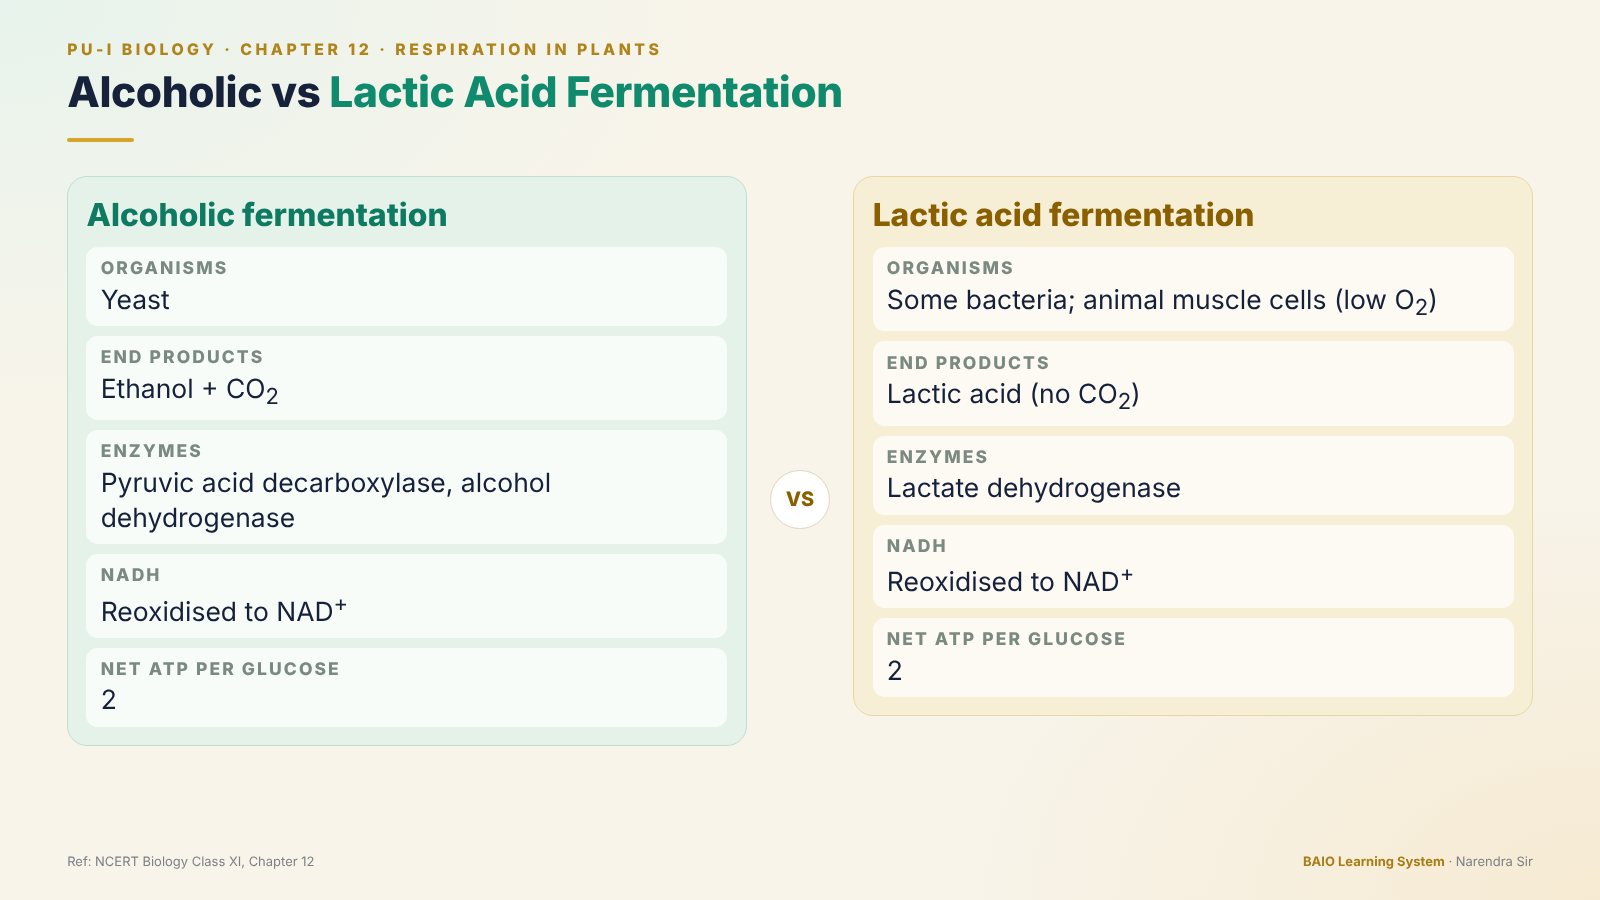 PU-I BIOLOGY · CHAPTER 12 · RESPIRATION IN PLANTS
Alcoholic vs Lactic Acid Fermentation
Alcoholic fermentation
ORGANISMS
Yeast
END PRODUCTS
Ethanol + CO₂
ENZYMES
Pyruvic acid decarboxylase, alcohol
dehydrogenase
NADH
Reoxidised to NAD⁺
NET ATP PER GLUCOSE
2
VS
Lactic acid fermentation
ORGANISMS
Some bacteria; animal muscle cells (low O₂)
END PRODUCTS
Lactic acid (no CO₂)
ENZYMES
Lactate dehydrogenase
NADH
Reoxidised to NAD⁺
NET ATP PER GLUCOSE
2
Ref: NCERT Biology Class XI, Chapter 12
BAIO Learning System · Narendra Sir